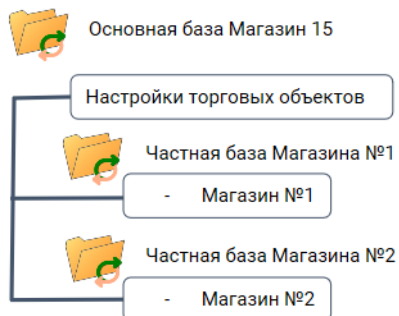 Основная база Магазин 15
Настройки торговых объектов
Частная база Магазина №1
- Магазин №1
Частная база Магазина №2
- Магазин №2